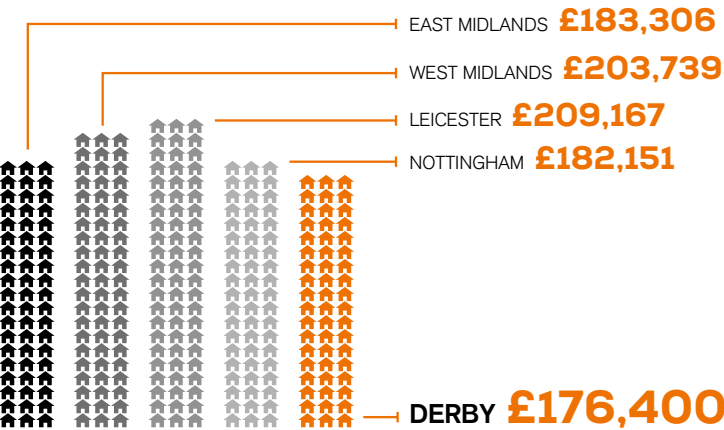 EAST MIDLANDS £183,306
WEST MIDLANDS £203,739
LEICESTER £209,167
NOTTINGHAM £182,151
DERBY £176,400